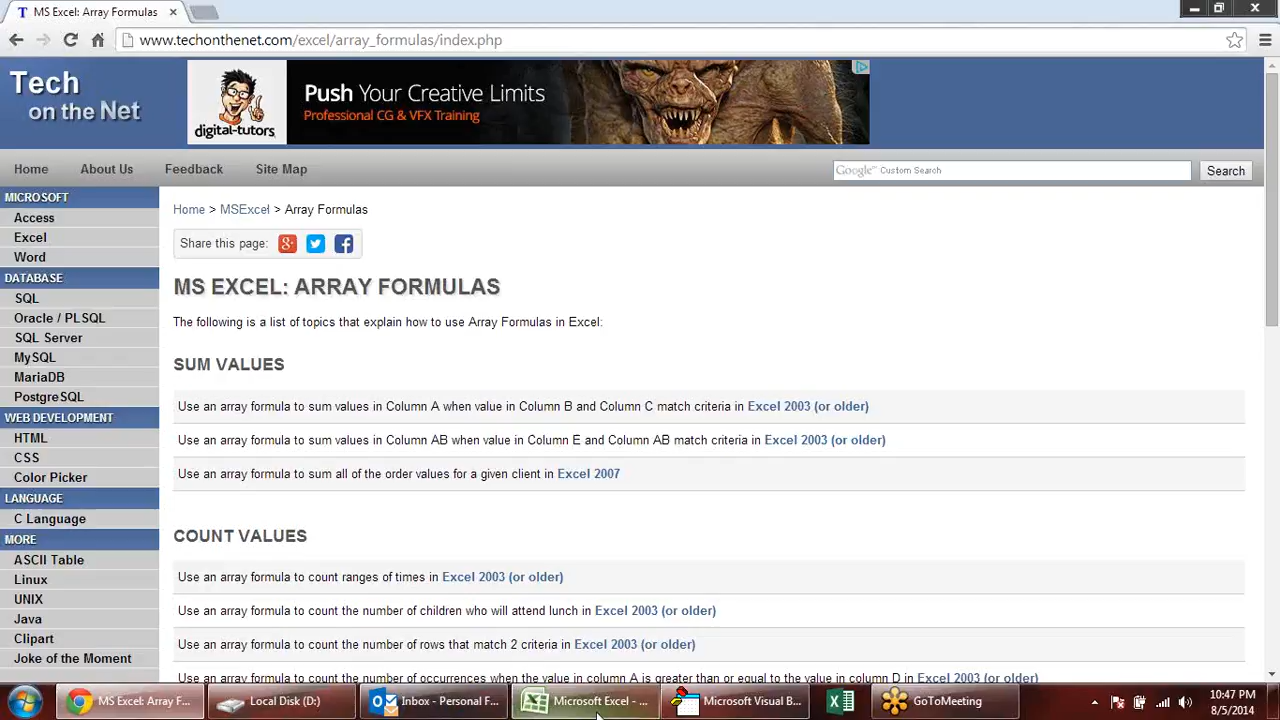 MS Excel: Array Formulas
www.techonthenet.com/excel/array_formulas/index.php
Tech
on the Net
digital-tutors
Push Your Creative Limits
Professional CG & VFX Training
Home
About Us
Feedback
Site Map
Google™ Custom Search
Search
MICROSOFT
Access
Excel
Word
DATABASE
SQL
Oracle / PLSQL
SQL Server
MySQL
MariaDB
PostgreSQL
WEB DEVELOPMENT
HTML
CSS
Color Picker
LANGUAGE
C Language
MORE
ASCII Table
Linux
UNIX
Java
Clipart
Joke of the Moment
Home > MSExcel > Array Formulas
Share this page:
MS EXCEL: ARRAY FORMULAS
The following is a list of topics that explain how to use Array Formulas in Excel:
SUM VALUES
Use an array formula to sum values in Column A when value in Column B and Column C match criteria in Excel 2003 (or older)
Use an array formula to sum values in Column AB when value in Column E and Column AB match criteria in Excel 2003 (or older)
Use an array formula to sum all of the order values for a given client in Excel 2007
COUNT VALUES
Use an array formula to count ranges of times in Excel 2003 (or older)
Use an array formula to count the number of children who will attend lunch in Excel 2003 (or older)
Use an array formula to count the number of rows that match 2 criteria in Excel 2003 (or older)
Use an array formula to count the number of occurrences when the value in column A is greater than or equal to the value in column D in Excel 2003 (or older)
MS Excel: Array F...
Local Disk (D:)
Inbox - Personal F...
Microsoft Excel - ...
Microsoft Visual B...
GoToMeeting
10:47 PM
8/5/2014